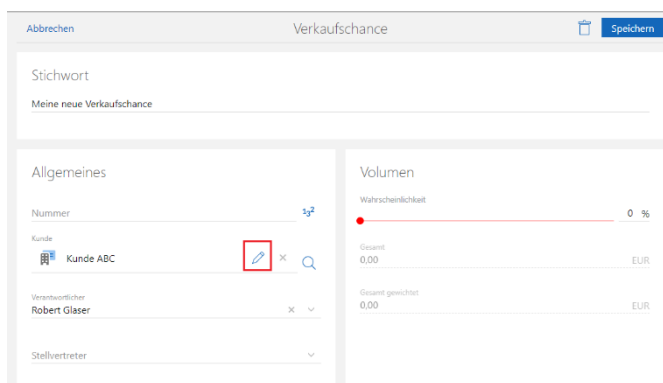 Abbrechen
Verkaufschance
Speichern
Stichwort
Meine neue Verkaufschance
Allgemeines
Nummer
Kunde
Kunde ABC
Verantwortlicher
Robert Glaser
Stellvertreter
Volumen
Wahrscheinlichkeit
0 %
Gesamt
0,00 EUR
Gesamt gewichtet
0,00 EUR